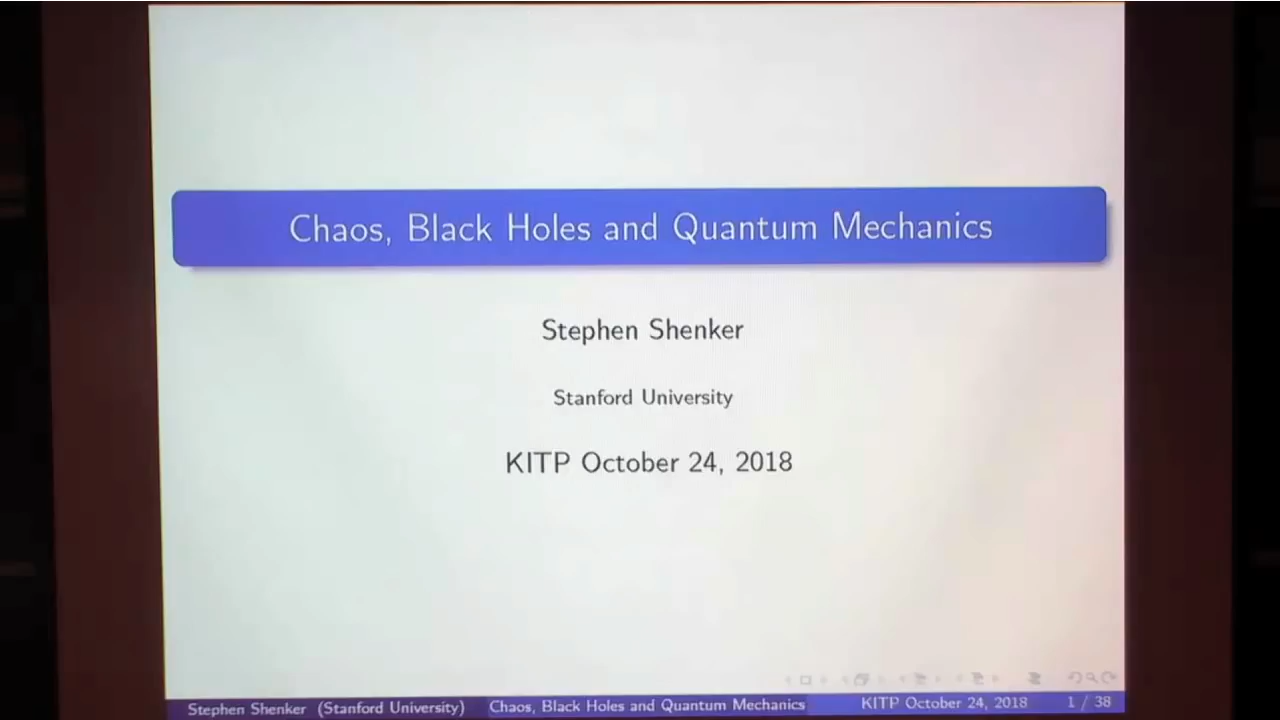 Chaos, Black Holes and Quantum Mechanics
Stephen Shenker
Stanford University
KITP October 24, 2018
Stephen Shenker (Stanford University) Chaos, Black Holes and Quantum Mechanics KITP October 24, 2018 1 / 38